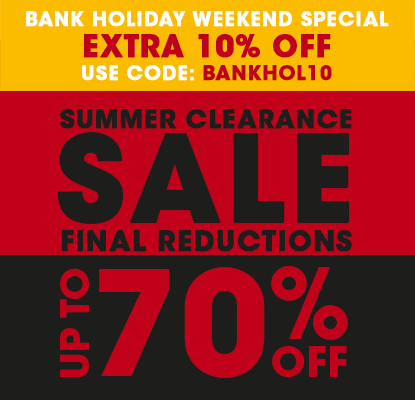 BANK HOLIDAY WEEKEND SPECIAL
EXTRA 10% OFF
USE CODE: BANKHOL10
SUMMER CLEARANCE
SALE
FINAL REDUCTIONS
UP TO
70%
OFF